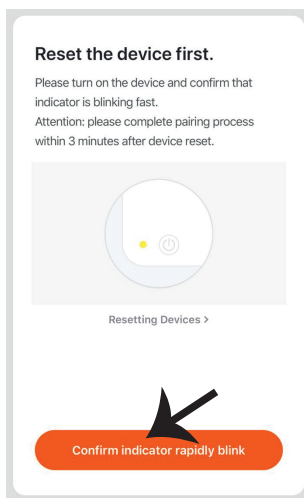 Reset the device first.
Please turn on the device and confirm that
indicator is blinking fast.
Attention: please complete pairing process
within 3 minutes after device reset.
Resetting Devices >
Confirm indicator rapidly blink